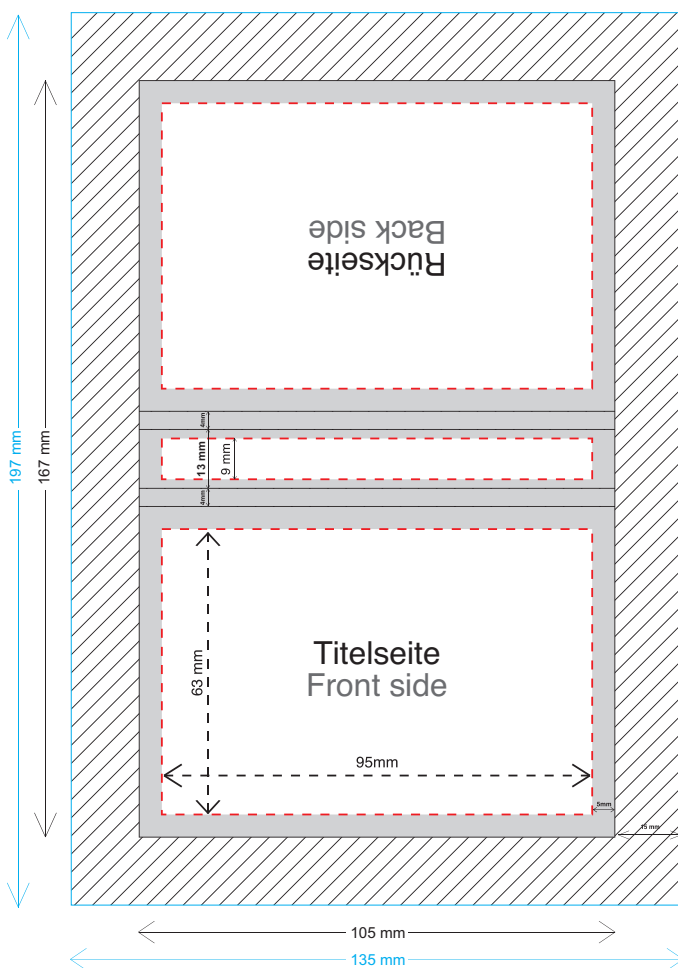 Rückseite
Back side
197 mm
167 mm
4mm
13 mm
9 mm
4mm
Titelseite
Front side
63 mm
95mm
5mm
15 mm
105 mm
135 mm